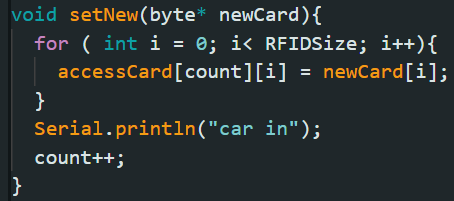 void setNew(byte* newCard){
for ( int i = 0; i< RFIDSize; i++){
accessCard[count][i] = newCard[i];
}
Serial.println("car in");
count++;
}